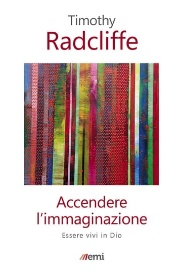 Timothy
Radcliffe
Accendere
l'immaginazione
Essere vivi in Dio
emi